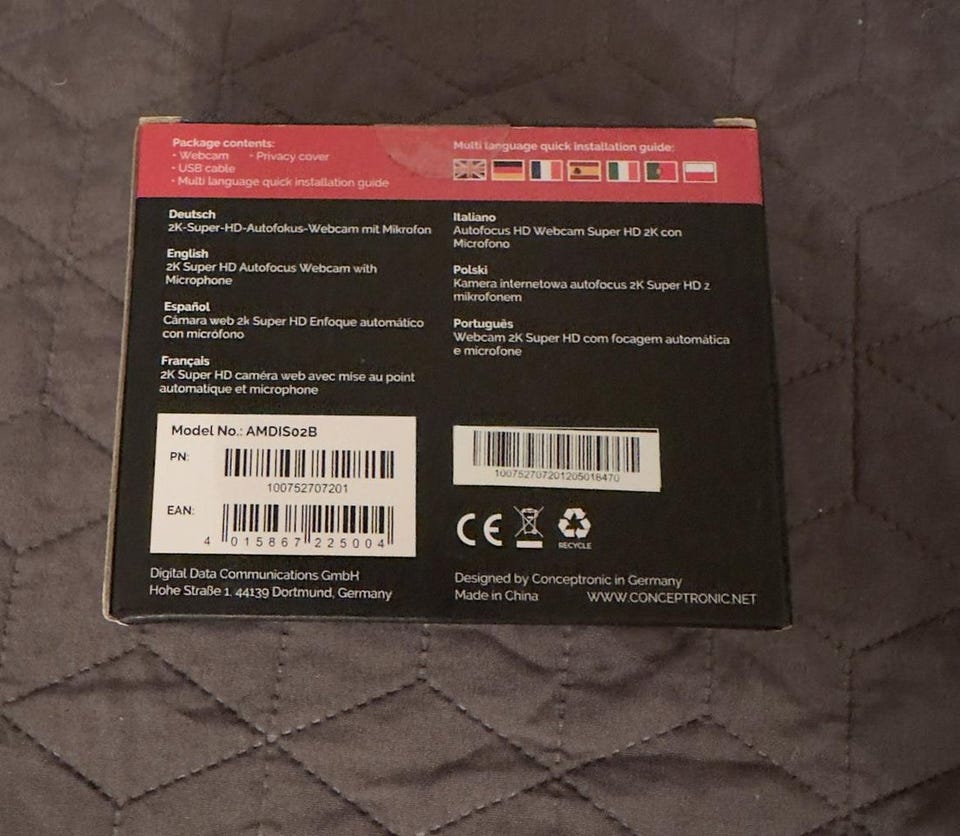 Package contents:
• Webcam • Privacy cover
• USB cable
• Multi language quick installation guide
Multi language quick installation guide:
Deutsch
2K-Super-HD-Autofokus-Webcam mit Mikrofon
English
2K Super HD Autofocus Webcam with
Microphone
Español
Cámara web 2k Super HD Enfoque automático
con micrófono
Français
2K Super HD caméra web avec mise au point
automatique et microphone
Italiano
Autofocus HD Webcam Super HD 2K con
Microfono
Polski
Kamera internetowa autofocus 2K Super HD z
mikrofonem
Português
Webcam 2K Super HD com focagem automática
e microfone
Model No.: AMDIS02B
PN:
100752707201
EAN:
4 015867 225004
100752707201205018470
CE
RECYCLE
Digital Data Communications GmbH
Hohe Straße 1, 44139 Dortmund, Germany
Designed by Conceptronic in Germany
Made in China WWW.CONCEPTRONIC.NET